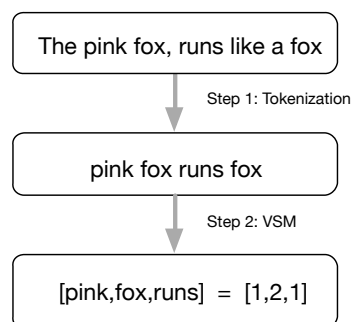 The pink fox, runs like a fox
Step 1: Tokenization
pink fox runs fox
Step 2: VSM
[pink,fox,runs] = [1,2,1]